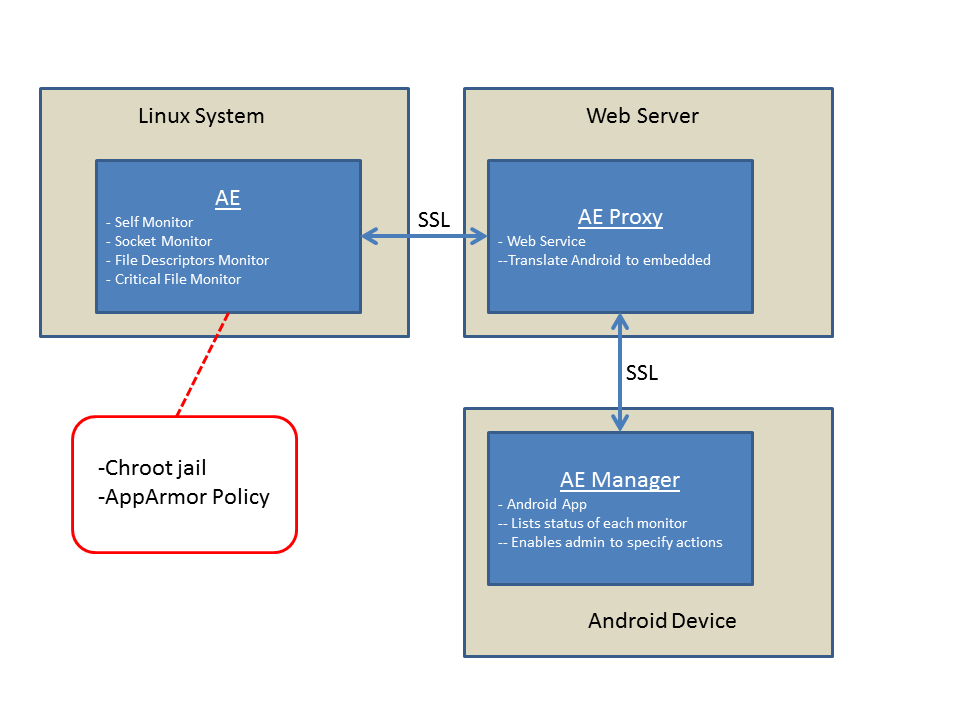 Linux System
AE
- Self Monitor
- Socket Monitor
- File Descriptors Monitor
- Critical File Monitor
SSL
Web Server
AE Proxy
- Web Service
--Translate Android to embedded
SSL
-Chroot jail
-AppArmor Policy
AE Manager
- Android App
-- Lists status of each monitor
-- Enables admin to specify actions
Android Device